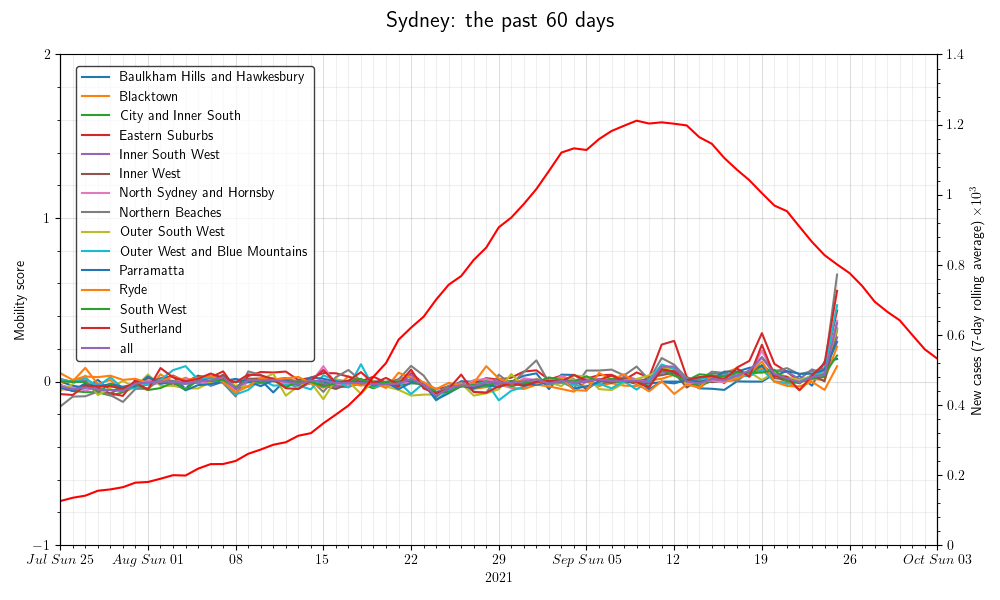 Sydney: the past 60 days
2
1
0
−1
Mobility score
Baulkham Hills and Hawkesbury
Blacktown
City and Inner South
Eastern Suburbs
Inner South West
Inner West
North Sydney and Hornsby
Northern Beaches
Outer South West
Outer West and Blue Mountains
Parramatta
Ryde
South West
Sutherland
all
1.4
1.2
1
0.8
0.6
0.4
0.2
0
New cases (7-day rolling average) ×10³
Jul Sun 25 Aug Sun 01 08 15 22 29 Sep Sun 05 12 19 26 Oct Sun 03
2021